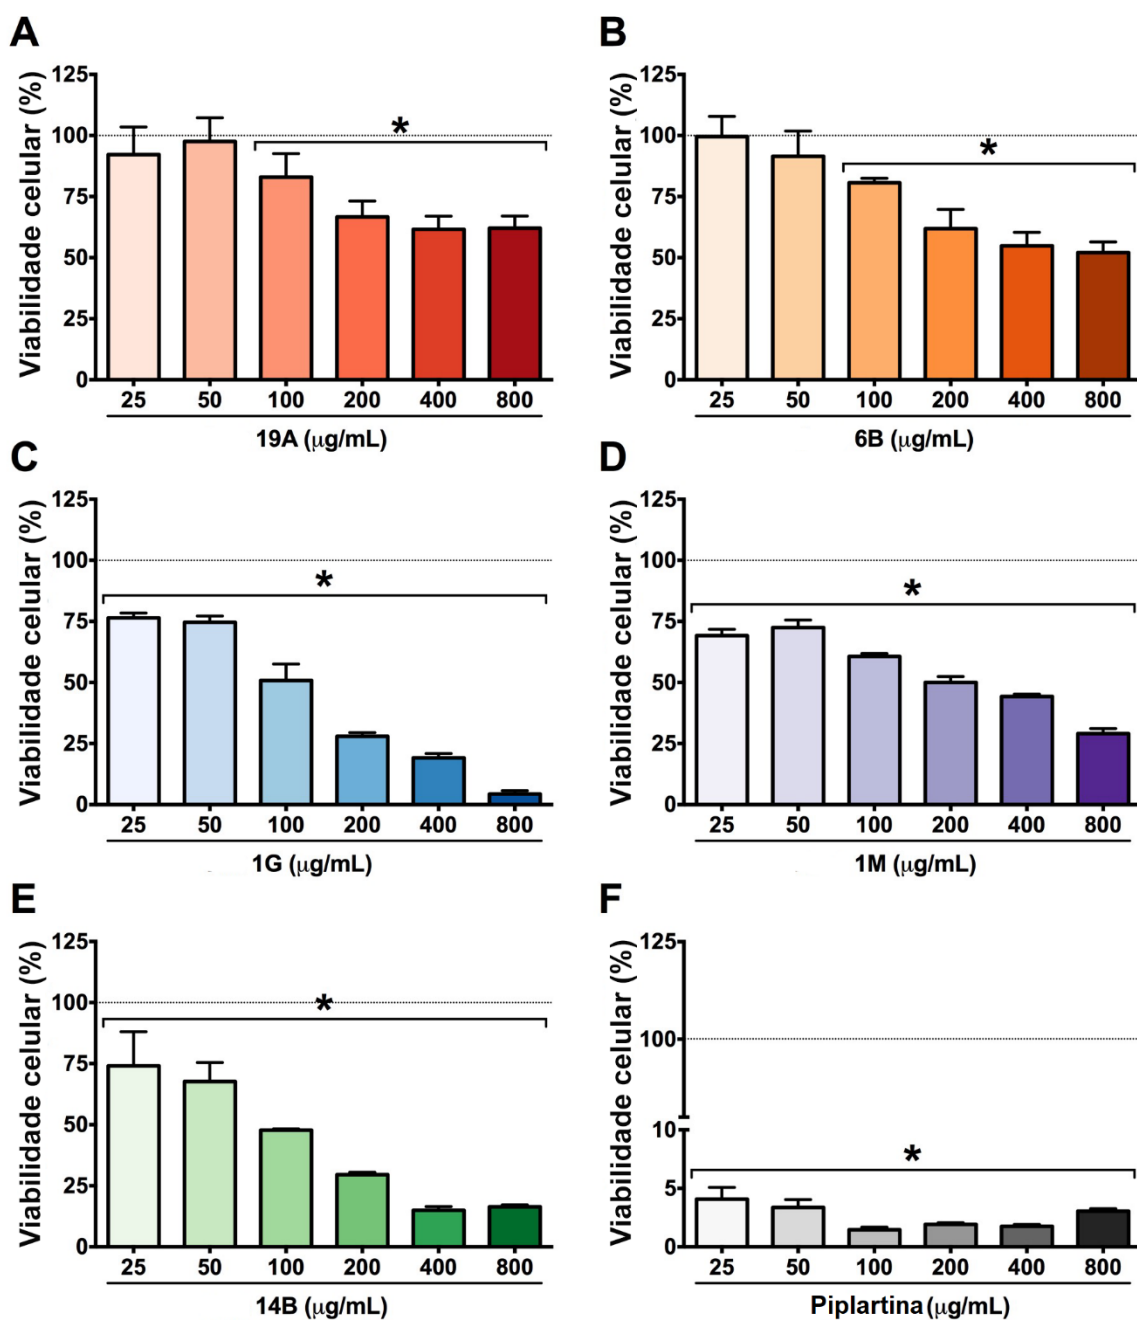 A
Viabilidade celular (%)
125
100
75
50
25
0
*
25 50 100 200 400 800
19A (μg/mL)
B
Viabilidade celular (%)
125
100
75
50
25
0
*
25 50 100 200 400 800
6B (μg/mL)
C
Viabilidade celular (%)
125
100
75
50
25
0
*
25 50 100 200 400 800
1G (μg/mL)
D
Viabilidade celular (%)
125
100
75
50
25
0
*
25 50 100 200 400 800
1M (μg/mL)
E
Viabilidade celular (%)
125
100
75
50
25
0
*
25 50 100 200 400 800
14B (μg/mL)
F
Viabilidade celular (%)
125
100
10
5
0
*
25 50 100 200 400 800
Piplartina (μg/mL)